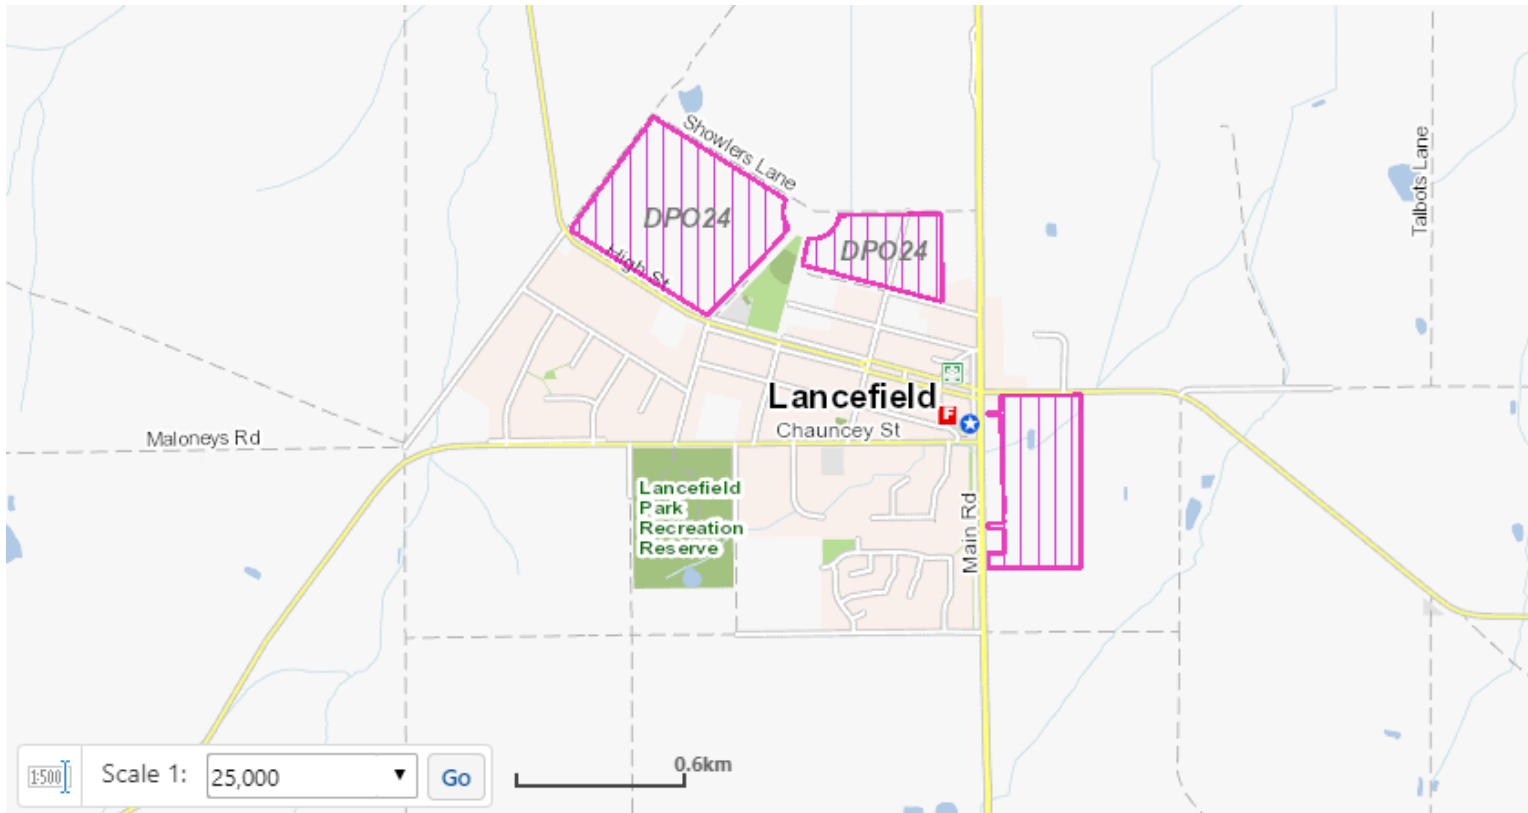 Showlers Lane
DPO24
DPO24
High St
Talbots Lane
Lancefield
F
Chauncey St
Maloneys Rd
Lancefield
Park
Recreation
Reserve
Main Rd
1:500
Scale 1:
25,000
Go
0.6km